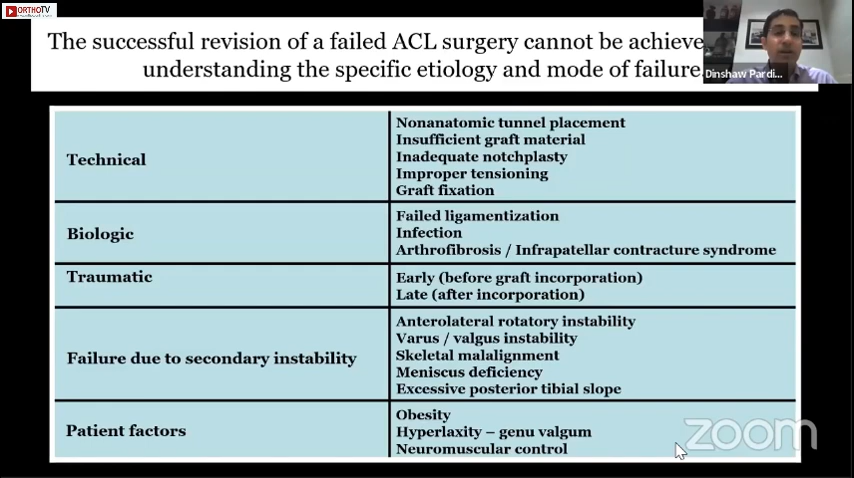 ORTHOTV
The successful revision of a failed ACL surgery cannot be achieve
understanding the specific etiology and mode of failure.
Dinshaw Pardi...
Technical
Nonanatomic tunnel placement
Insufficient graft material
Inadequate notchplasty
Improper tensioning
Graft fixation
Biologic
Failed ligamentization
Infection
Arthrofibrosis / Infrapatellar contracture syndrome
Traumatic
Early (before graft incorporation)
Late (after incorporation)
Failure due to secondary instability
Anterolateral rotatory instability
Varus / valgus instability
Skeletal malalignment
Meniscus deficiency
Excessive posterior tibial slope
Patient factors
Obesity
Hyperlaxity – genu valgum
Neuromuscular control
zoom